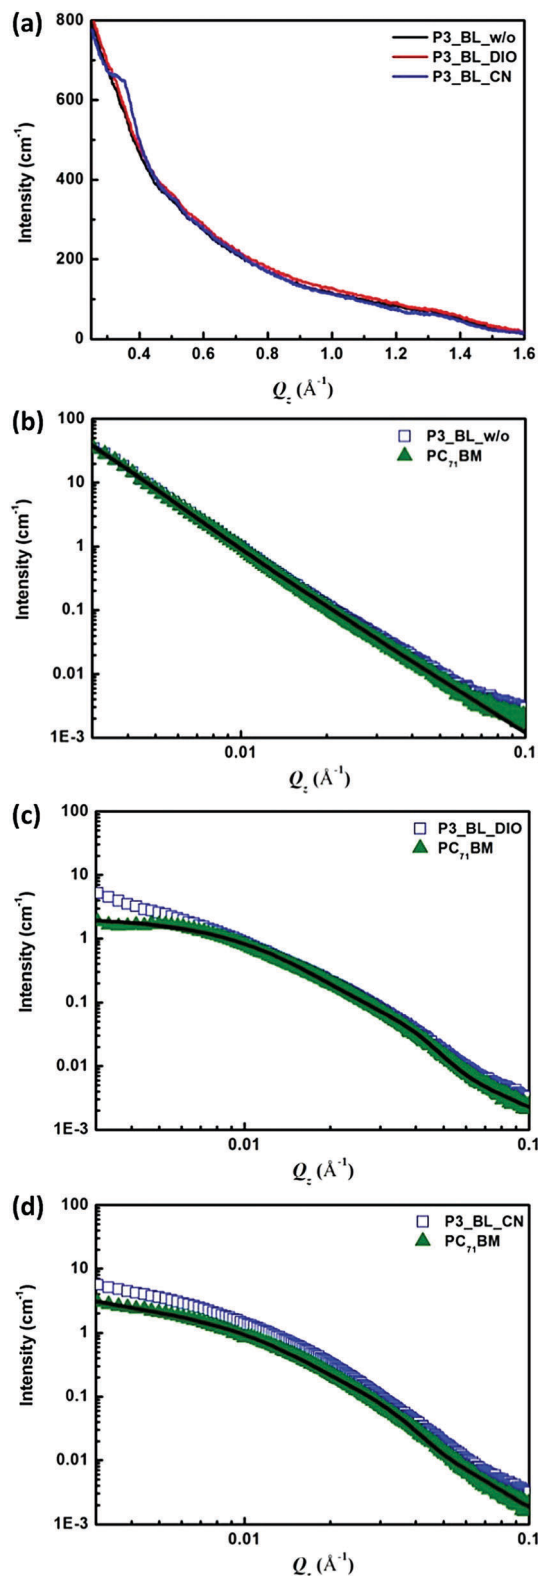 (a)
800
600
400
200
0
Intensity (cm⁻¹)
P3_BL_w/o
P3_BL_DIO
P3_BL_CN
0.4 0.6 0.8 1.0 1.2 1.4 1.6
Q_z (Å⁻¹)
(b)
100
10
1
0.1
0.01
1E-3
Intensity (cm⁻¹)
P3_BL_w/o
PC₇₁BM
0.01 0.1
Q_z (Å⁻¹)
(c)
100
10
1
0.1
0.01
1E-3
Intensity (cm⁻¹)
P3_BL_DIO
PC₇₁BM
0.01 0.1
Q_z (Å⁻¹)
(d)
100
10
1
0.1
0.01
1E-3
Intensity (cm⁻¹)
P3_BL_CN
PC₇₁BM
0.01 0.1
Q_z (Å⁻¹)